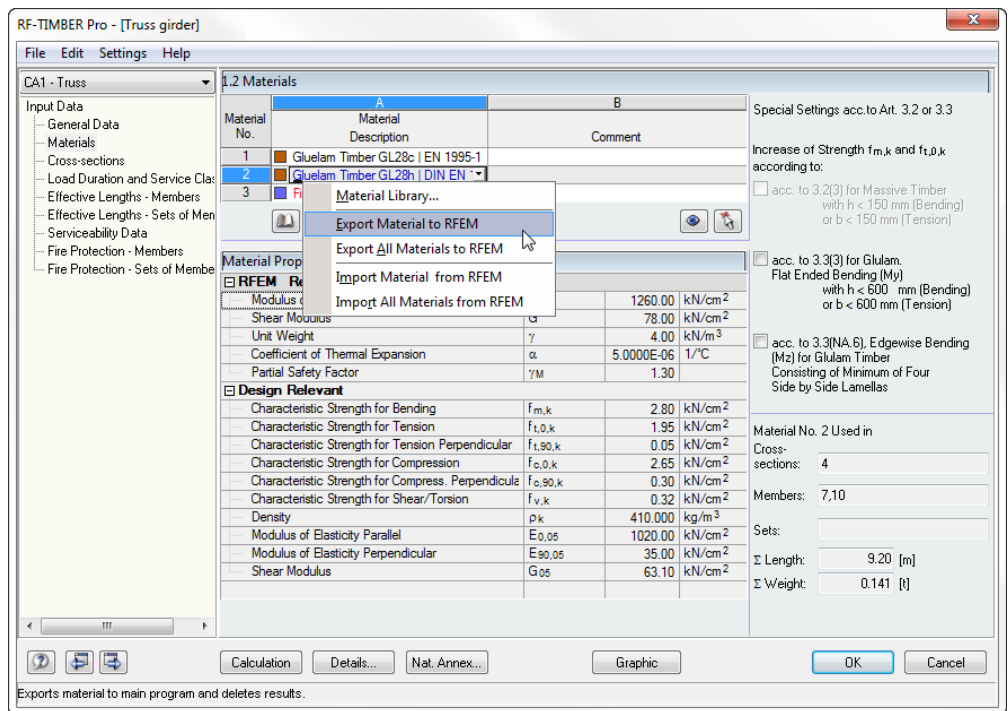 RF-TIMBER Pro - [Truss girder]
File Edit Settings Help
CA1 - Truss
Input Data
General Data
Materials
Cross-sections
Load Duration and Service Clas
Effective Lengths - Members
Effective Lengths - Sets of Men
Serviceability Data
Fire Protection - Members
Fire Protection - Sets of Membe
1.2 Materials
A B
Material No. Material Description Comment
1 Gluelam Timber GL28c | EN 1995-1
2 Gluelam Timber GL28h | DIN EN
3
Material Library...
Export Material to RFEM
Export All Materials to RFEM
Import Material from RFEM
Import All Materials from RFEM
Material Prop
RFEM Re
Modulus 1260.00 kN/cm2
Shear Modulus G 78.00 kN/cm2
Unit Weight γ 4.00 kN/m3
Coefficient of Thermal Expansion α 5.0000E-06 1/°C
Partial Safety Factor γM 1.30
Design Relevant
Characteristic Strength for Bending fm,k 2.80 kN/cm2
Characteristic Strength for Tension ft,0,k 1.95 kN/cm2
Characteristic Strength for Tension Perpendicular ft,90,k 0.05 kN/cm2
Characteristic Strength for Compression fc,0,k 2.65 kN/cm2
Characteristic Strength for Compress. Perpendicula fc,90,k 0.30 kN/cm2
Characteristic Strength for Shear/Torsion fv,k 0.32 kN/cm2
Density ρk 410.000 kg/m3
Modulus of Elasticity Parallel E0,05 1020.00 kN/cm2
Modulus of Elasticity Perpendicular E90,05 35.00 kN/cm2
Shear Modulus G05 63.10 kN/cm2
Special Settings acc.to Art. 3.2 or 3.3
Increase of Strength fm,k and ft,0,k
according to:
acc. to 3.2(3) for Massive Timber
with h < 150 mm (Bending)
or b < 150 mm (Tension)
acc. to 3.3(3) for Glulam.
Flat Ended Bending (My)
with h < 600 mm (Bending)
or b < 600 mm (Tension)
acc. to 3.3(NA.6), Edgewise Bending
(Mz) for Glulam Timber
Consisting of Minimum of Four
Side by Side Lamellas
Material No. 2 Used in
Cross-
sections: 4
Members: 7,10
Sets:
Σ Length: 9.20 [m]
Σ Weight: 0.141 [t]
Calculation Details... Nat. Annex... Graphic OK Cancel
Exports material to main program and deletes results.